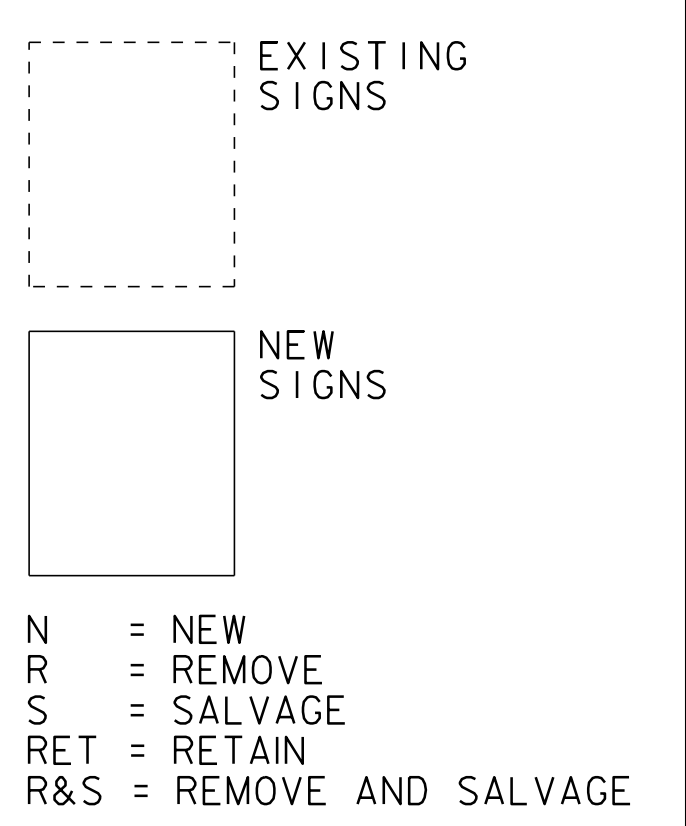 EXISTING
SIGNS
NEW
SIGNS
N = NEW
R = REMOVE
S = SALVAGE
RET = RETAIN
R&S = REMOVE AND SALVAGE